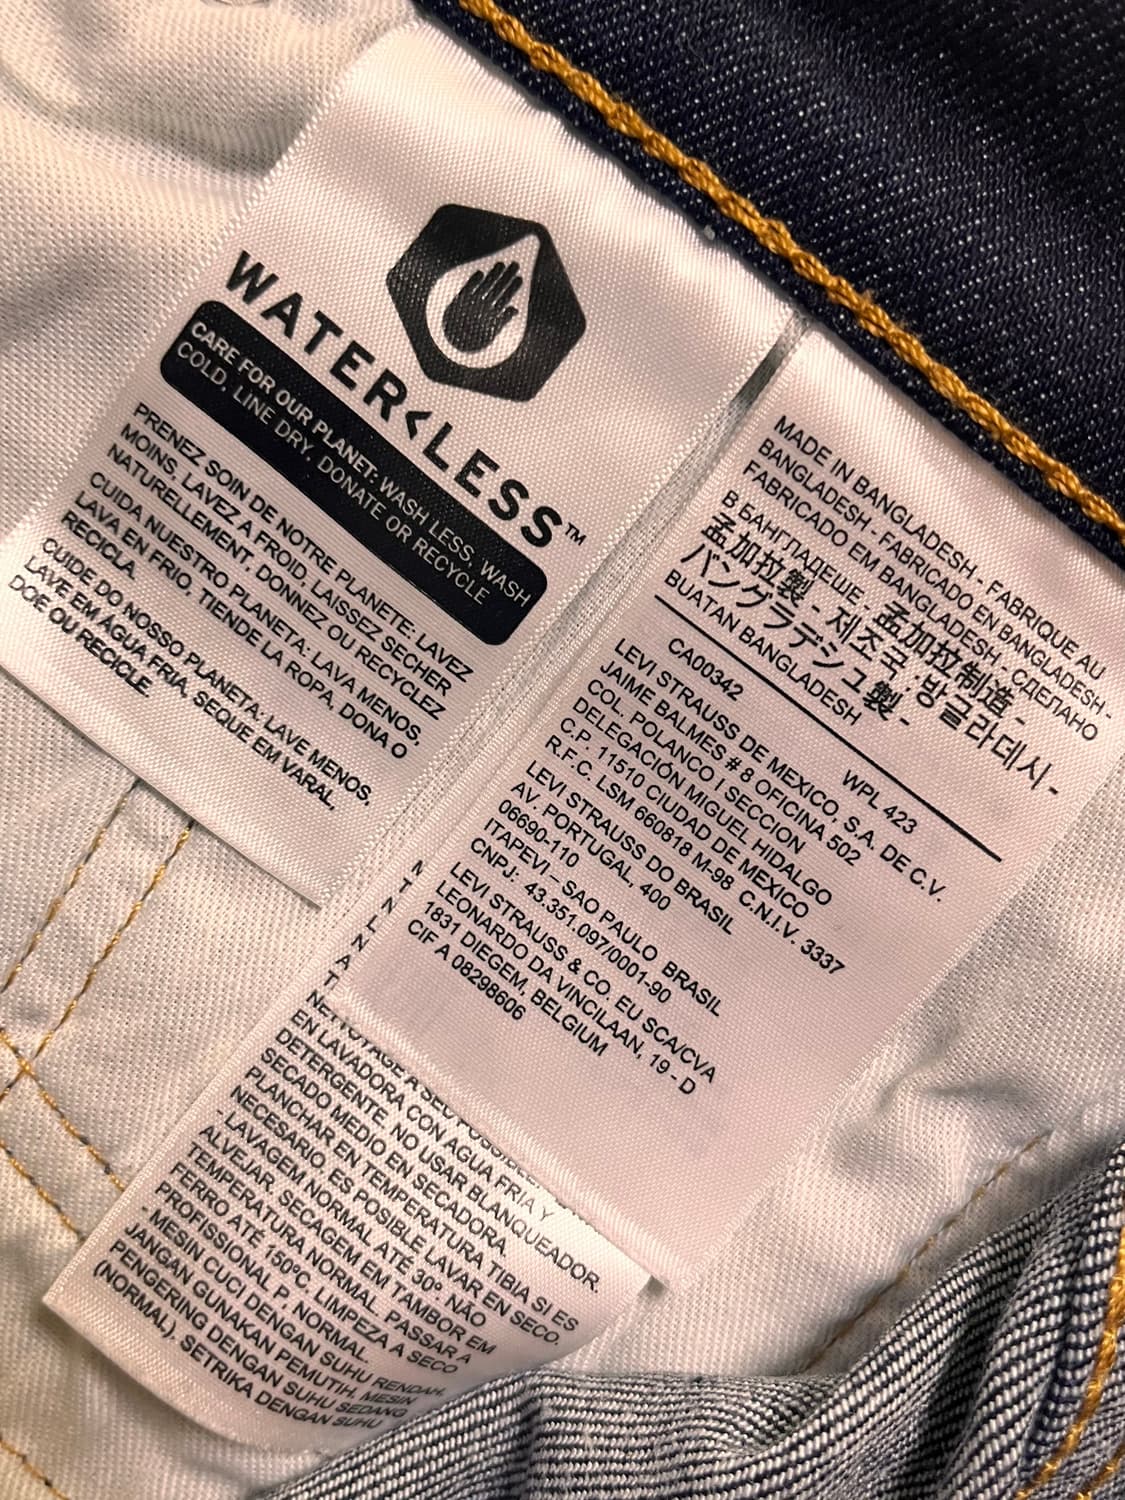 WATER<LESS™
CARE FOR OUR PLANET: WASH LESS, WASH
COLD, LINE DRY, DONATE OR RECYCLE
PRENEZ SOIN DE NOTRE PLANETE: LAVEZ
MOINS, LAVEZ A FROID, LAISSEZ SECHER
NATURELLEMENT, DONNEZ OU RECYCLEZ
CUIDA NUESTRO PLANETA: LAVA MENOS,
LAVA EN FRIO, TIENDE LA ROPA, DONA O
RECICLA.
CUIDE DO NOSSO PLANETA: LAVE MENOS,
LAVE EM ÁGUA FRIA, SEQUE EM VARAL,
DOE OU RECICLE.
MADE IN BANGLADESH - FABRIQUE AU
BANGLADESH - FABRICADO EN BANGLADESH -
FABRICADO EM BANGLADESH - СДЕЛАНО
В БАНГЛАДЕШЕ - 孟加拉制造 -
孟加拉製 - 제조국 방글라데시 -
バングラデシュ製 -
BUATAN BANGLADESH
CA00342 WPL 423
LEVI STRAUSS DE MEXICO, S.A. DE C.V.
JAIME BALMES # 8 OFICINA 502
COL. POLANCO I SECCION
DELEGACIÓN MIGUEL HIDALGO
C.P. 11510 CIUDAD DE MEXICO
R.F.C. LSM 660818 M-98 C.N.I.V. 3337
LEVI STRAUSS DO BRASIL
AV. PORTUGAL, 400
06690-110
ITAPEVI – SAO PAULO BRASIL
CNPJ: 43.351.097/0001-90
LEVI STRAUSS & CO. EU SCA/CVA
LEONARDO DA VINCILAAN, 19 - D
1831 DIEGEM, BELGIUM
CIF A 08298606
NETTOYAGE A SEC POSSIBLE
EN LAVADORA CON AGUA FRIA Y
DETERGENTE. NO USAR BLANQUEADOR.
SECADO MEDIO EN SECADORA.
PLANCHAR EN TEMPERATURA TIBIA SI ES
NECESARIO. ES POSIBLE LAVAR EN SECO.
- LAVAGEM NORMAL ATÉ 30º. NÃO
ALVEJAR. SECAGEM EM TAMBOR EM
TEMPERATURA NORMAL. PASSAR A
FERRO ATÉ 150ºC, LIMPEZA A SECO
PROFISSIONAL P, NORMAL.
- MESIN CUCI DENGAN SUHU RENDAH.
JANGAN GUNAKAN PEMUTIH. MESIN
PENGERING DENGAN SUHU SEDANG
(NORMAL). SETRIKA DENGAN SUHU